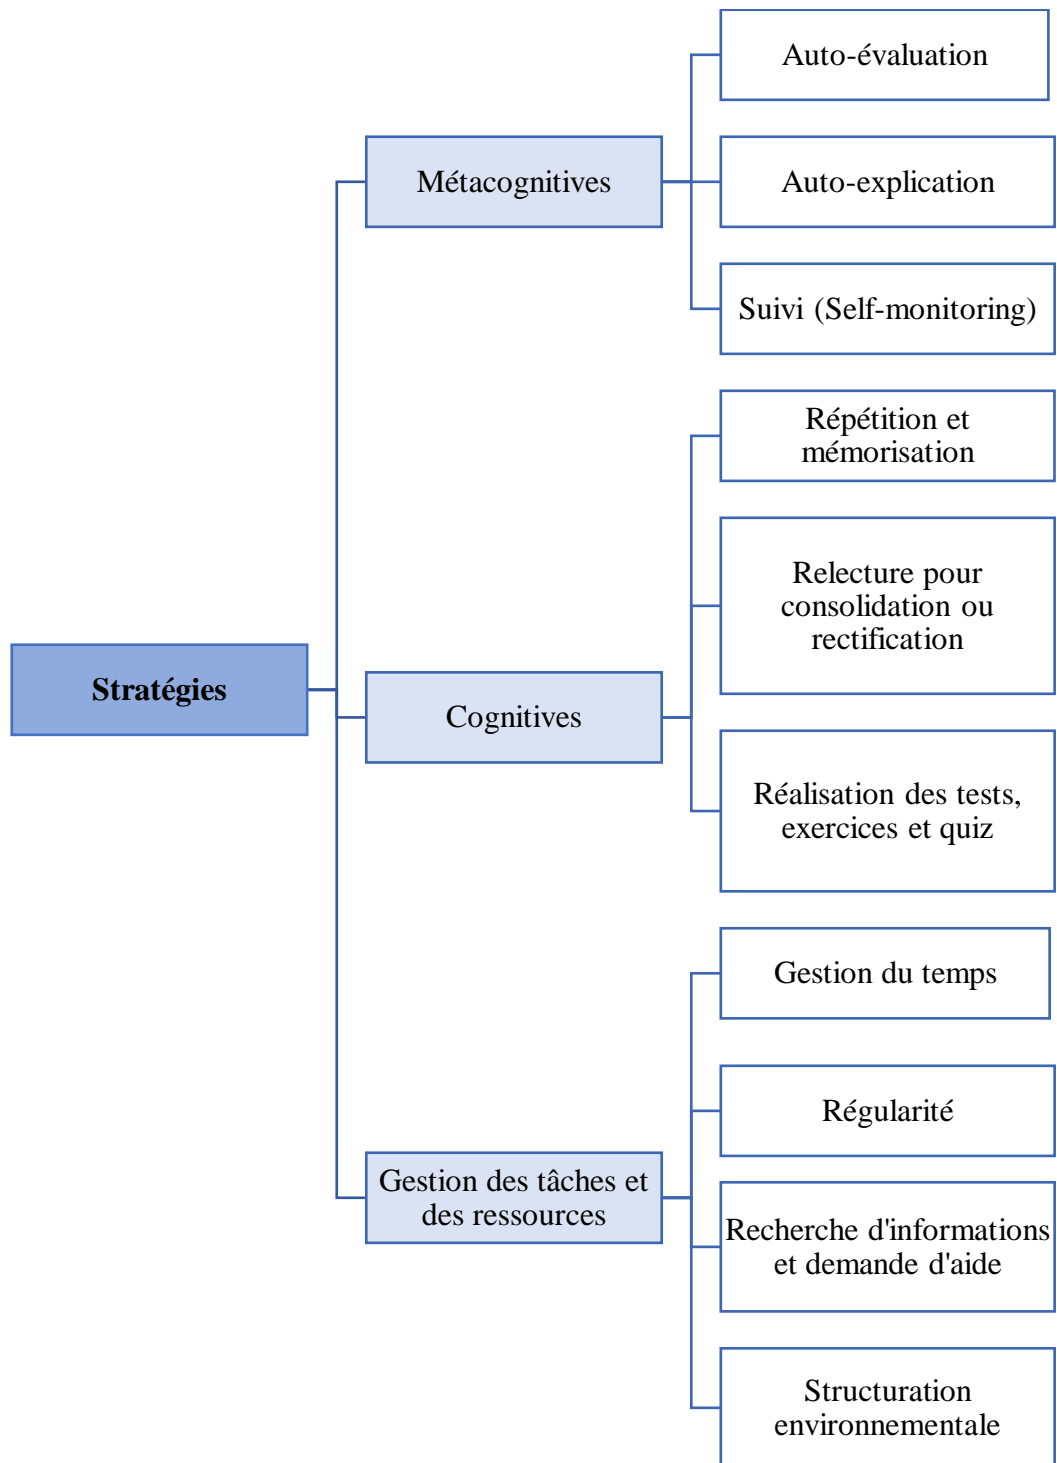 Stratégies
Métacognitives
Auto-évaluation
Auto-explication
Suivi (Self-monitoring)
Cognitives
Répétition et
mémorisation
Relecture pour
consolidation ou
rectification
Réalisation des tests,
exercices et quiz
Gestion des tâches et
des ressources
Gestion du temps
Régularité
Recherche d'informations
et demande d'aide
Structuration
environnementale